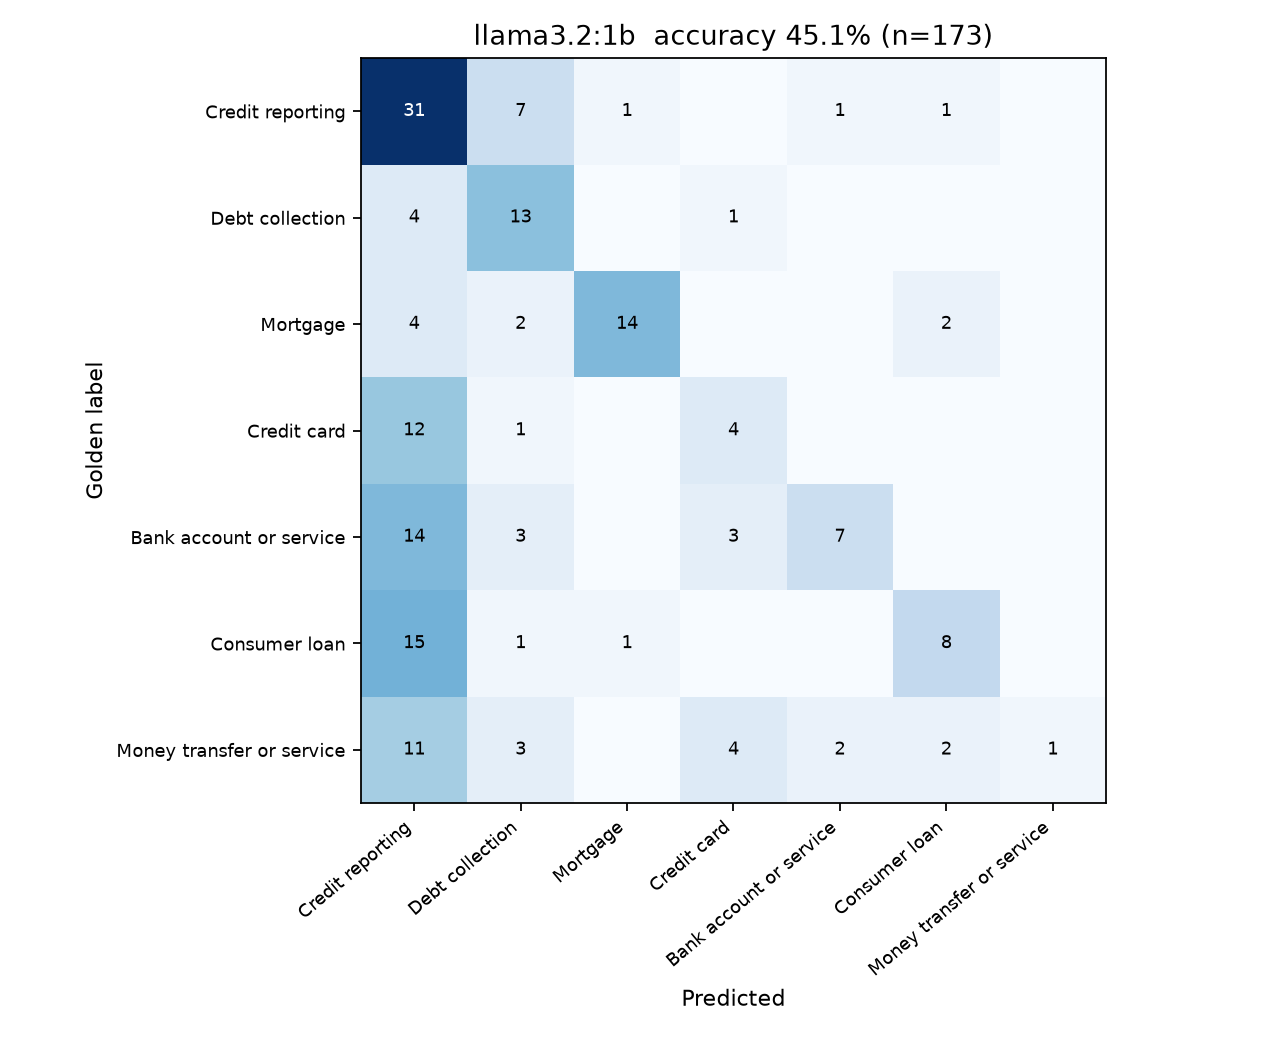 llama3.2:1b  accuracy 45.1% (n=173)
Golden label
Credit reporting 31 7 1 1 1
Debt collection 4 13 1
Mortgage 4 2 14 2
Credit card 12 1 4
Bank account or service 14 3 3 7
Consumer loan 15 1 1 8
Money transfer or service 11 3 4 2 2 1
Credit reporting
Debt collection
Mortgage
Credit card
Bank account or service
Consumer loan
Money transfer or service
Predicted